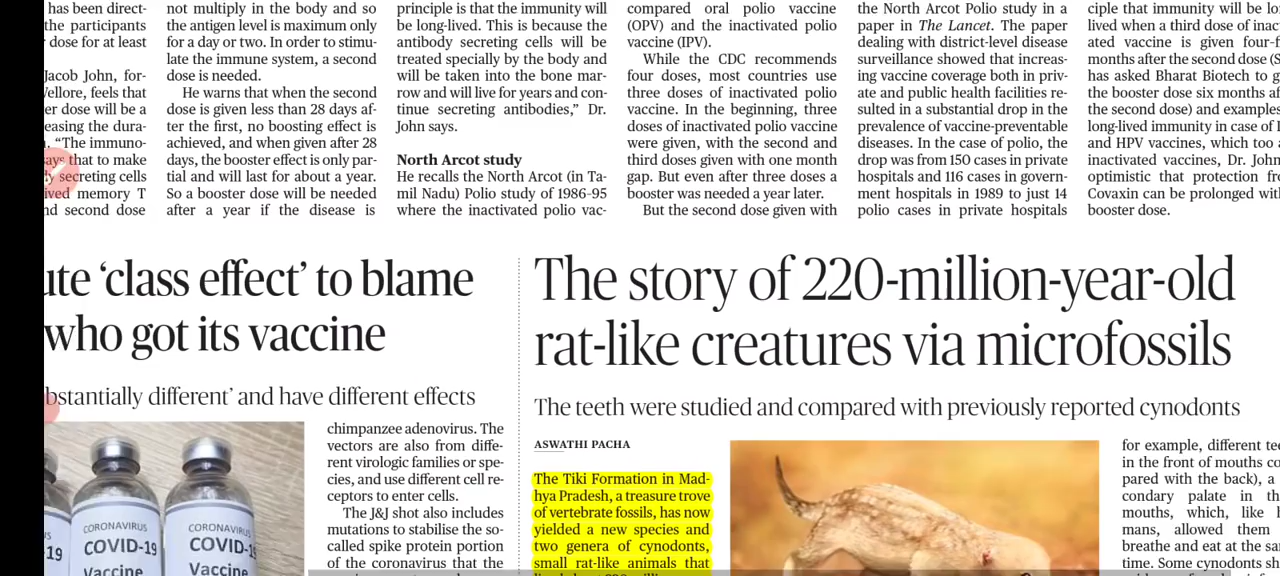 has been direct-
the participants
dose for at least
Jacob John, for-
Vellore, feels that
er dose will be a
easing the dura-
“The immuno-
says that to make
secreting cells
memory T
second dose
not multiply in the body and so
the antigen level is maximum only
for a day or two. In order to stimu-
late the immune system, a second
dose is needed.
He warns that when the second
dose is given less than 28 days af-
ter the first, no boosting effect is
achieved, and when given after 28
days, the booster effect is only par-
tial and will last for about a year.
So a booster dose will be needed
after a year if the disease is
principle is that the immunity will
be long-lived. This is because the
antibody secreting cells will be
treated specially by the body and
will be taken into the bone mar-
row and will live for years and con-
tinue secreting antibodies,” Dr.
John says.
North Arcot study
He recalls the North Arcot (in Ta-
mil Nadu) Polio study of 1986-95
where the inactivated polio vac-
compared oral polio vaccine
(OPV) and the inactivated polio
vaccine (IPV).
While the CDC recommends
four doses, most countries use
three doses of inactivated polio
vaccine. In the beginning, three
doses of inactivated polio vaccine
were given, with the second and
third doses given with one month
gap. But even after three doses a
booster was needed a year later.
But the second dose given with
the North Arcot Polio study in a
paper in The Lancet. The paper
dealing with district-level disease
surveillance showed that increas-
ing vaccine coverage both in priv-
ate and public health facilities re-
sulted in a substantial drop in the
prevalence of vaccine-preventable
diseases. In the case of polio, the
drop was from 150 cases in private
hospitals and 116 cases in govern-
ment hospitals in 1989 to just 14
polio cases in private hospitals
ciple that immunity will be lo
lived when a third dose of inac
ated vaccine is given four-f
months after the second dose (S
has asked Bharat Biotech to g
the booster dose six months af
the second dose) and examples
long-lived immunity in case of
and HPV vaccines, which too a
inactivated vaccines, Dr. John
optimistic that protection fro
Covaxin can be prolonged wit
booster dose.
ute ‘class effect’ to blame
who got its vaccine
bstantially different’ and have different effects
CORONAVIRUS
COVID-19
Vaccine
CORONAVIRUS
COVID-19
Vaccine
-19
chimpanzee adenovirus. The
vectors are also from diffe-
rent virologic families or spe-
cies, and use different cell re-
ceptors to enter cells.
The J&J shot also includes
mutations to stabilise the so-
called spike protein portion
of the coronavirus that the
The story of 220-million-year-old
rat-like creatures via microfossils
The teeth were studied and compared with previously reported cynodonts
ASWATHI PACHA
The Tiki Formation in Mad-
hya Pradesh, a treasure trove
of vertebrate fossils, has now
yielded a new species and
two genera of cynodonts,
small rat-like animals that
for example, different tee
in the front of mouths co
pared with the back), a
condary palate in th
mouths, which, like h
mans, allowed them
breathe and eat at the sa
time. Some cynodonts sh